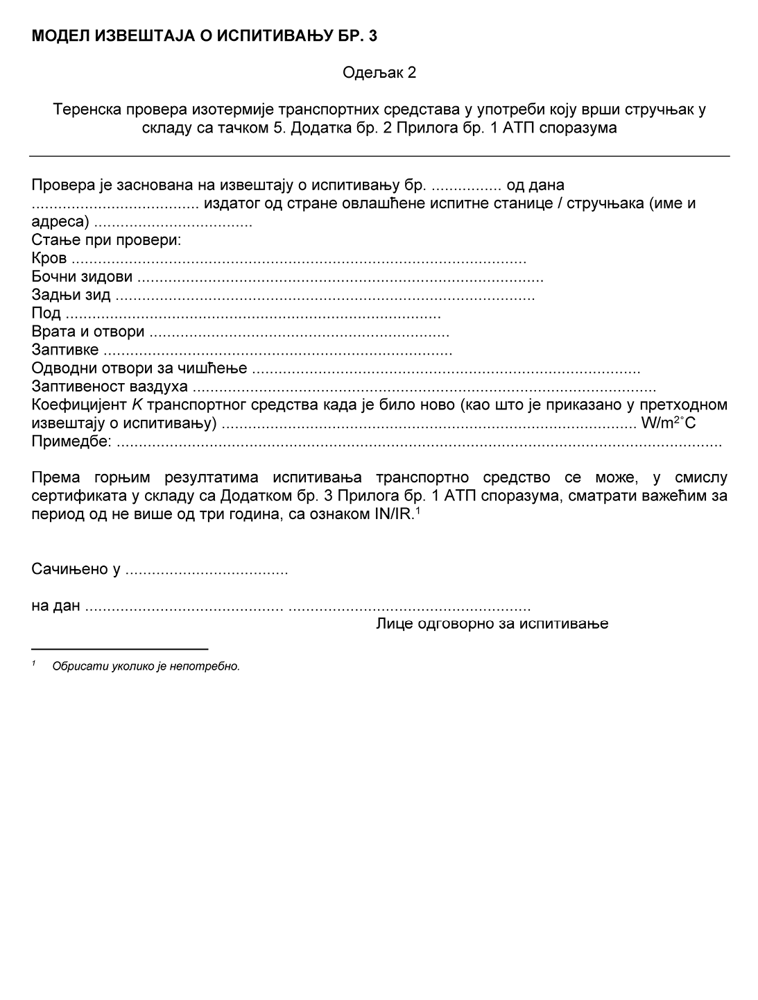 МОДЕЛ ИЗВЕШТАЈА О ИСПИТИВАЊУ БР. 3
Одељак 2
Теренска провера изотермије транспортних средстава у употреби коју врши стручњак у
складу са тачком 5. Додатка бр. 2 Прилога бр. 1 АТП споразума
Провера је заснована на извештају о испитивању бр. ................ од дана
...................................... издатог од стране овлашћене испитне станице / стручњака (име и
адреса) ....................................
Стање при провери:
Кров .......................................................................................................
Бочни зидови ............................................................................................
Задњи зид ...............................................................................................
Под .....................................................................................
Врата и отвори ....................................................................
Заптивке ...............................................................................
Одводни отвори за чишћење ........................................................................................
Заптивеност ваздуха .........................................................................................................
Коефицијент K транспортног средства када је било ново (као што је приказано у претходном
извештају о испитивању) .............................................................................................. W/m²˚C
Примедбе: .........................................................................................................................................
Према горњим резултатима испитивања транспортно средство се може, у смислу
сертификата у складу са Додатком бр. 3 Прилога бр. 1 АТП споразума, сматрати важећим за
период од не више од три година, са ознаком IN/IR.¹
Сачињено у .....................................
на дан ............................................. .......................................................
Лице одговорно за испитивање
¹ Обрисати уколико је непотребно.